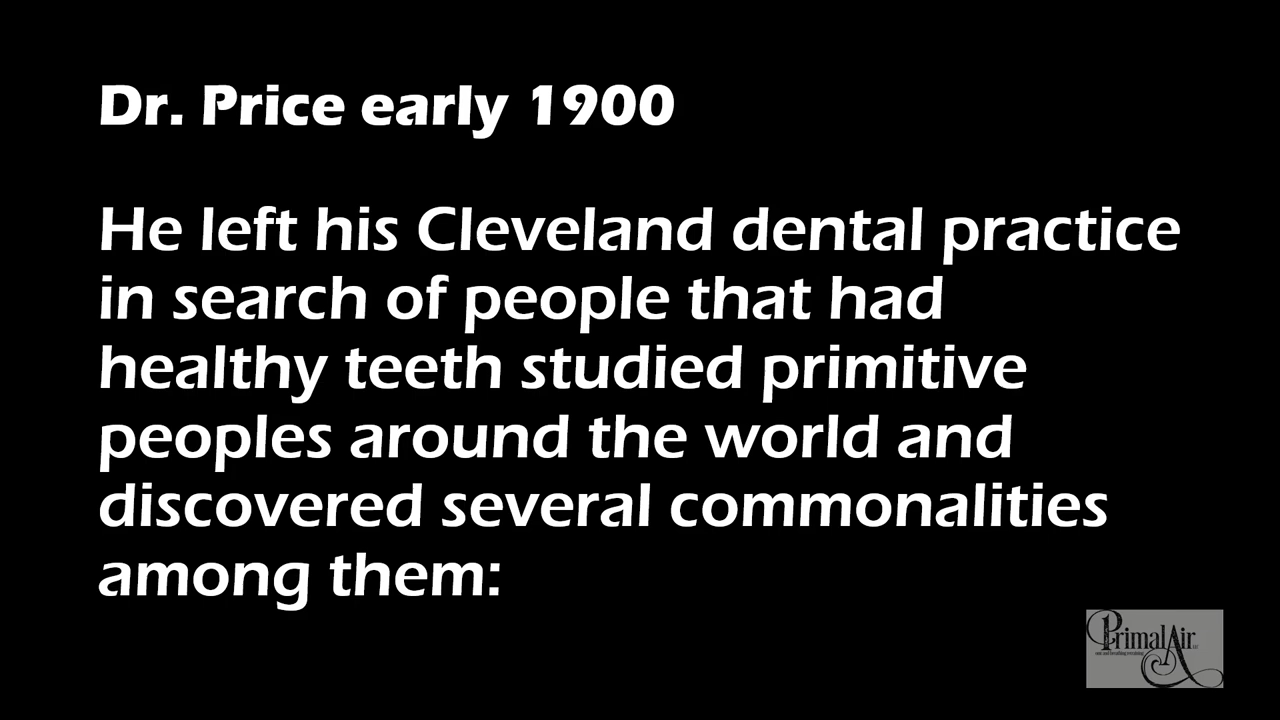 Dr. Price early 1900
He left his Cleveland dental practice
in search of people that had
healthy teeth studied primitive
peoples around the world and
discovered several commonalities
among them:
PrimalAir